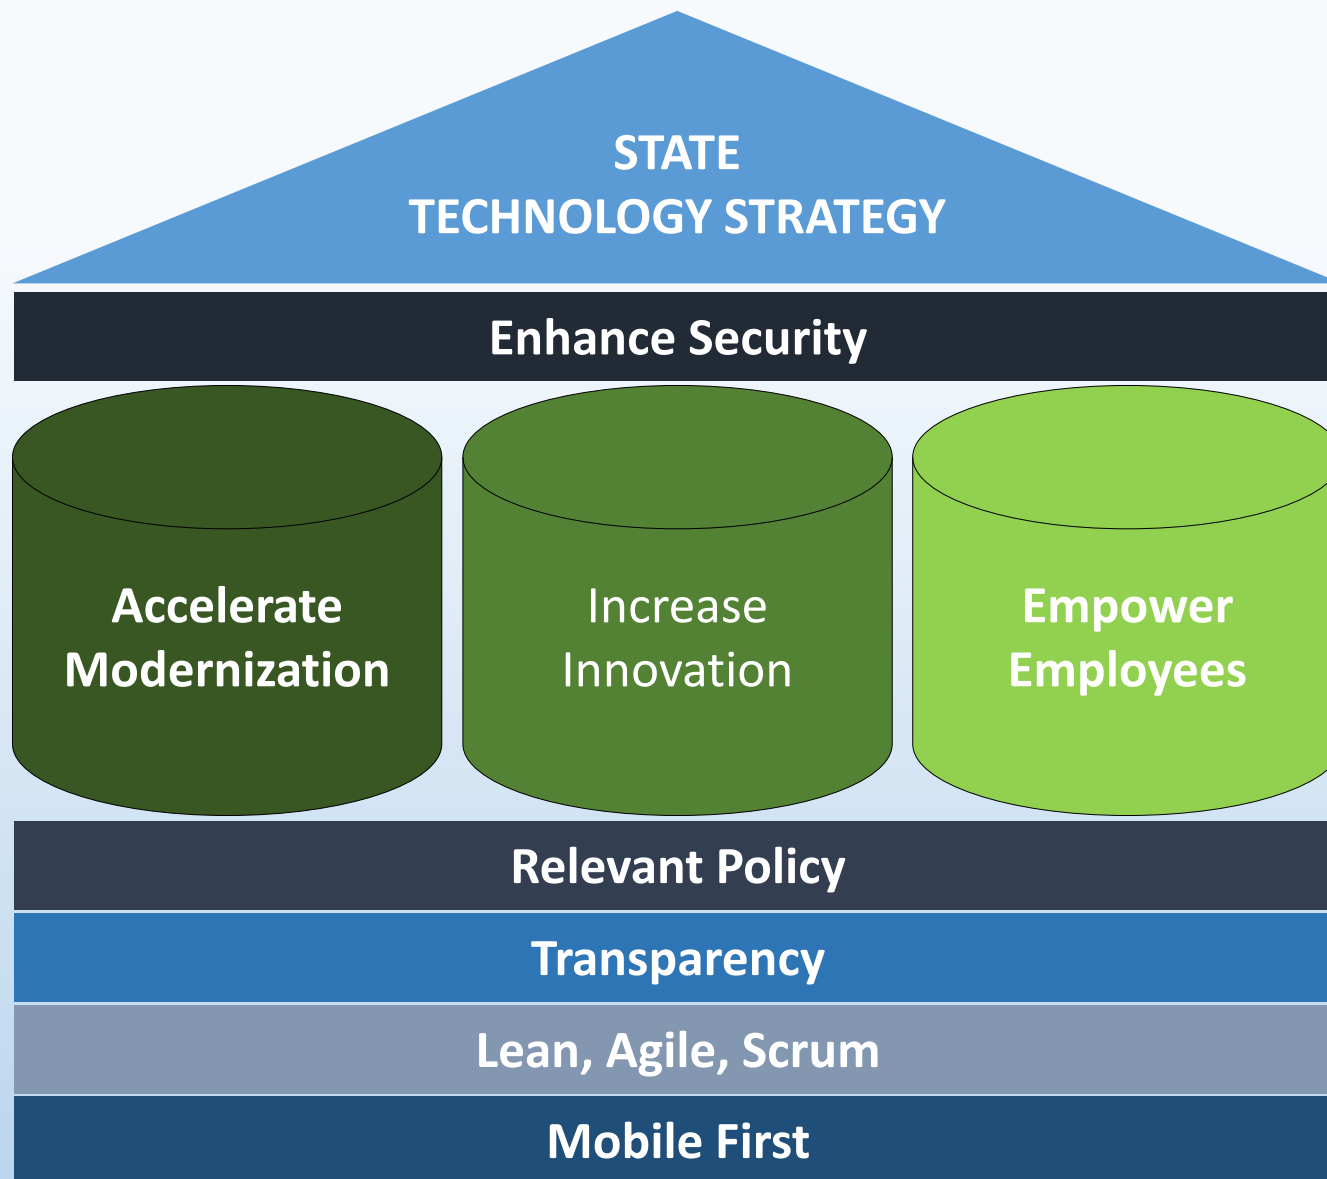 STATE
TECHNOLOGY STRATEGY
Enhance Security
Accelerate
Modernization
Increase
Innovation
Empower
Employees
Relevant Policy
Transparency
Lean, Agile, Scrum
Mobile First